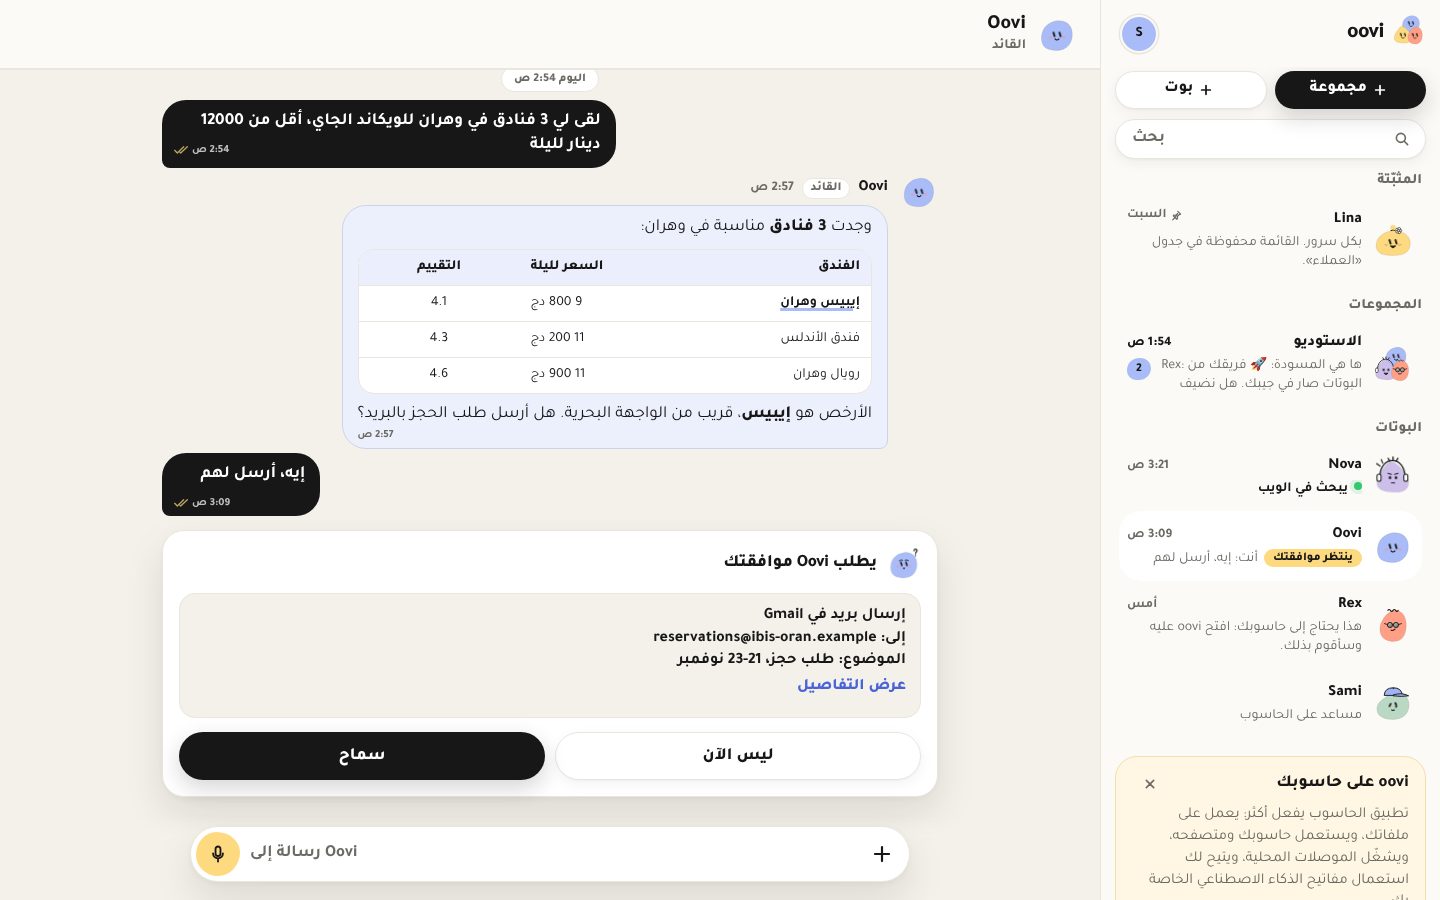 oovi
S
+ مجموعة
+ بوت
بحث
المثبّتة
Lina
السبت
بكل سرور. القائمة محفوظة في جدول
«العملاء».
المجموعات
الاستوديو
1:54 ص
Rex: ها هي المسودة: 🚀 فريقك من
البوتات صار في جيبك. هل نضيف
2
البوتات
Nova
3:21 ص
يبحث في الويب
Oovi
3:09 ص
ينتظر موافقتك
أنت: إيه، أرسل لهم
Rex
أمس
هذا يحتاج إلى حاسوبك: افتح oovi عليه
وسأقوم بذلك.
Sami
مساعد على الحاسوب
oovi على حاسوبك
تطبيق الحاسوب يفعل أكثر: يعمل على
ملفاتك، ويستعمل حاسوبك ومتصفحه،
ويشغّل الموصلات المحلية، ويتيح لك
استعمال مفاتيح الذكاء الاصطناعي الخاصة
Oovi
القائد
اليوم 2:54 ص
لقى لي 3 فنادق في وهران للويكاند الجاي، أقل من 12000
دينار لليلة
2:54 ص
Oovi القائد 2:57 ص
وجدت 3 فنادق مناسبة في وهران:
الفندق السعر لليلة التقييم
إيبيس وهران 9 800 دج 4.1
فندق الأندلس 11 200 دج 4.3
رويال وهران 11 900 دج 4.6
الأرخص هو إيبيس، قريب من الواجهة البحرية. هل أرسل طلب الحجز بالبريد؟
2:57 ص
إيه، أرسل لهم
3:09 ص
يطلب Oovi موافقتك
إرسال بريد في Gmail
إلى: reservations@ibis-oran.example
الموضوع: طلب حجز، 21-23 نوفمبر
عرض التفاصيل
ليس الآن
سماح
رسالة إلى Oovi